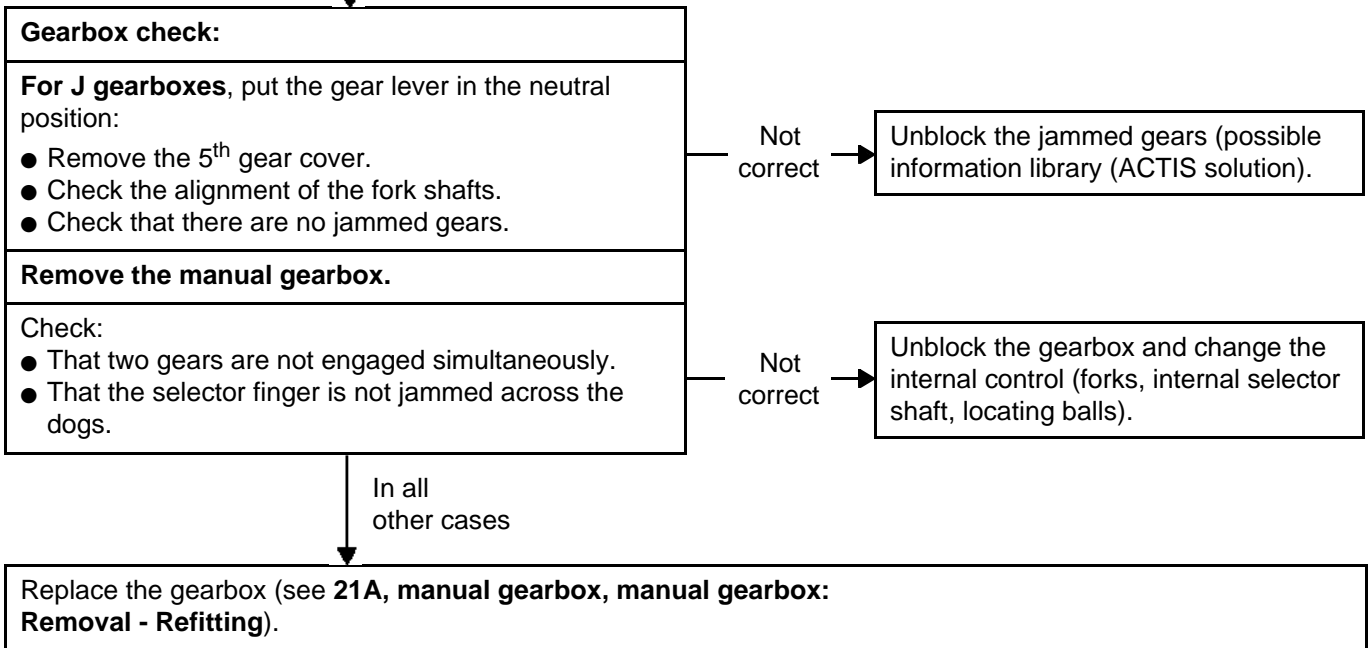 Gearbox check:
For J gearboxes, put the gear lever in the neutral
position:
● Remove the 5th gear cover.
● Check the alignment of the fork shafts.
● Check that there are no jammed gears.
Not
correct
Unblock the jammed gears (possible
information library (ACTIS solution).
Remove the manual gearbox.
Check:
● That two gears are not engaged simultaneously.
● That the selector finger is not jammed across the
dogs.
Not
correct
Unblock the gearbox and change the
internal control (forks, internal selector
shaft, locating balls).
In all
other cases
Replace the gearbox (see 21A, manual gearbox, manual gearbox:
Removal - Refitting).